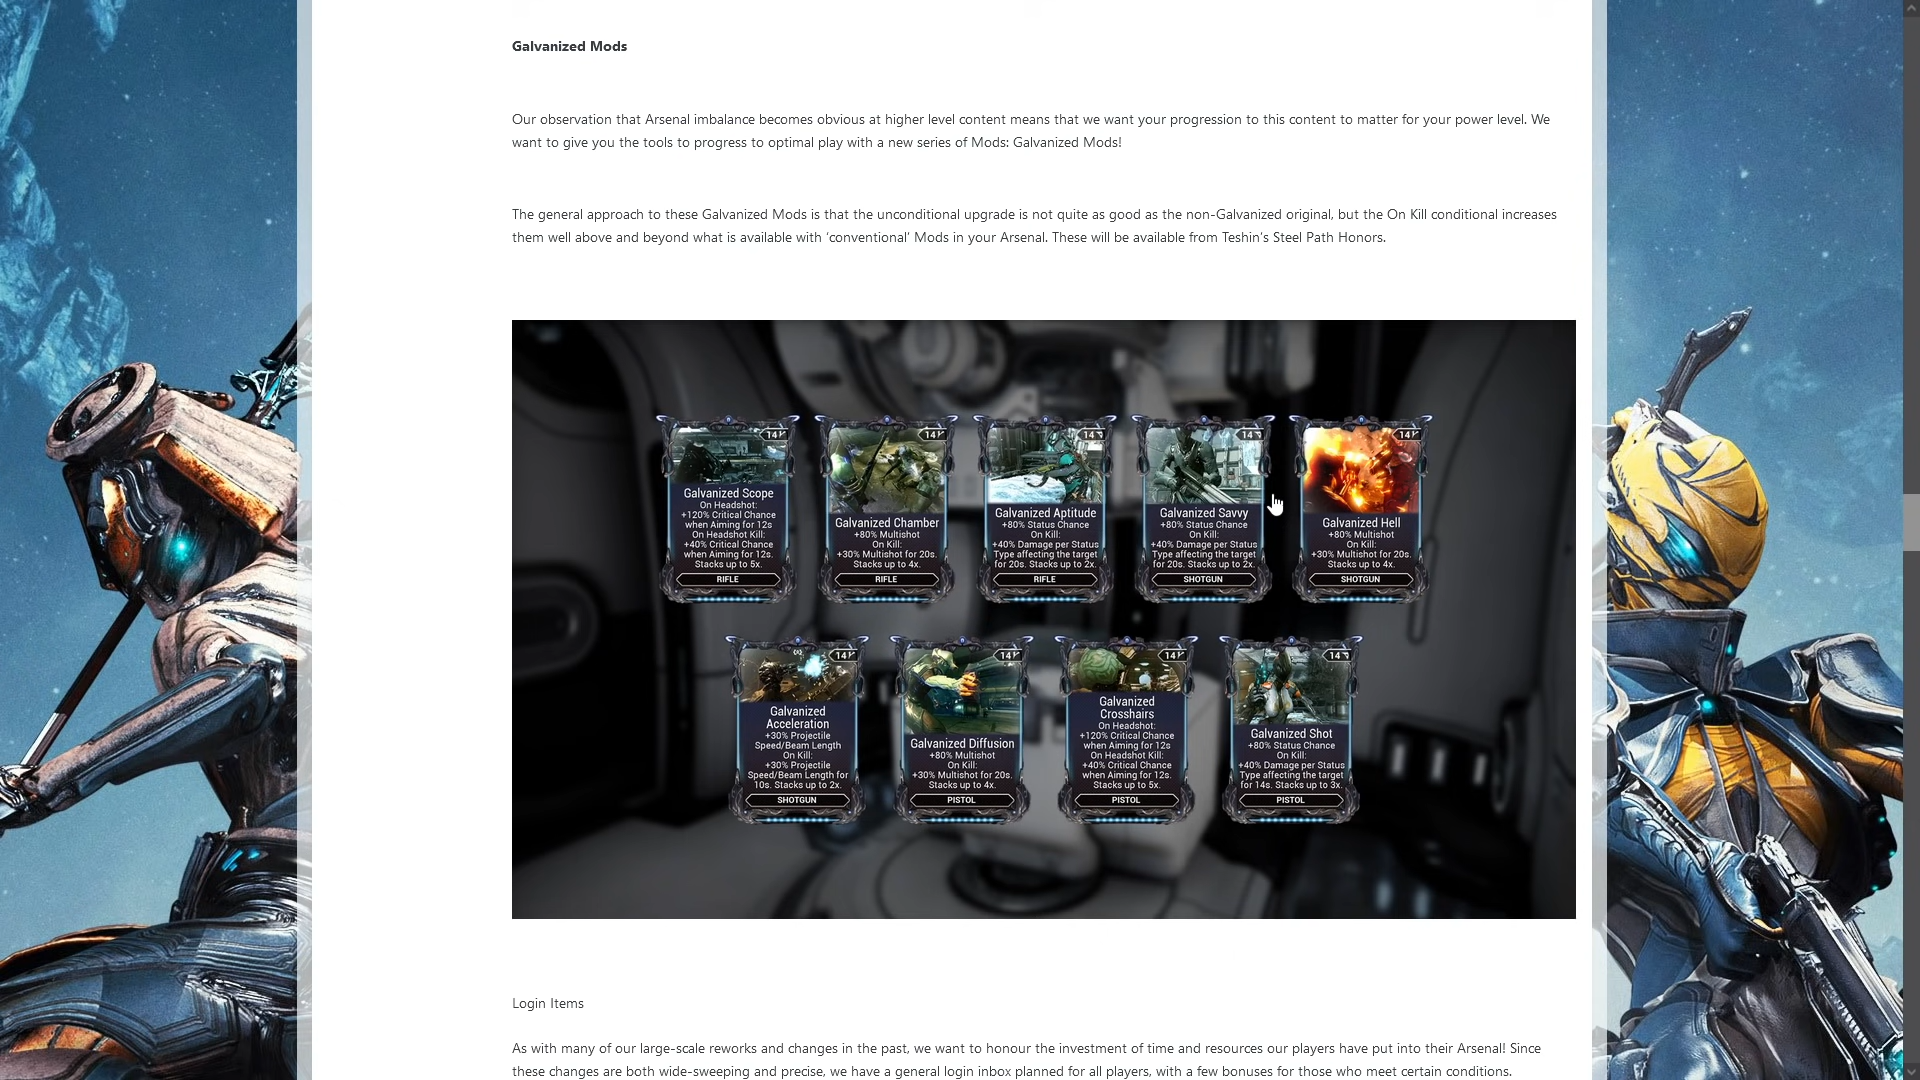 Galvanized Mods
Our observation that Arsenal imbalance becomes obvious at higher level content means that we want your progression to this content to matter for your power level. We
want to give you the tools to progress to optimal play with a new series of Mods: Galvanized Mods!
The general approach to these Galvanized Mods is that the unconditional upgrade is not quite as good as the non-Galvanized original, but the On Kill conditional increases
them well above and beyond what is available with ‘conventional’ Mods in your Arsenal. These will be available from Teshin’s Steel Path Honors.
14
Galvanized Scope
On Headshot:
+120% Critical Chance
when Aiming for 12s
On Headshot Kill:
+40% Critical Chance
when Aiming for 12s.
Stacks up to 5x.
RIFLE
14
Galvanized Chamber
+80% Multishot
On Kill:
+30% Multishot for 20s.
Stacks up to 4x.
RIFLE
14
Galvanized Aptitude
+80% Status Chance
On Kill:
+40% Damage per Status
Type affecting the target
for 20s. Stacks up to 2x.
RIFLE
14
Galvanized Savvy
+80% Status Chance
On Kill:
+40% Damage per Status
Type affecting the target
for 20s. Stacks up to 2x.
SHOTGUN
14
Galvanized Hell
+80% Multishot
On Kill:
+30% Multishot for 20s.
Stacks up to 4x.
SHOTGUN
14
Galvanized
Acceleration
+30% Projectile
Speed/Beam Length
On Kill:
+30% Projectile
Speed/Beam Length for
10s. Stacks up to 2x.
SHOTGUN
14
Galvanized Diffusion
+80% Multishot
On Kill:
+30% Multishot for 20s.
Stacks up to 4x.
PISTOL
14
Galvanized
Crosshairs
On Headshot:
+120% Critical Chance
when Aiming for 12s
On Headshot Kill:
+40% Critical Chance
when Aiming for 12s.
Stacks up to 5x.
PISTOL
14
Galvanized Shot
+80% Status Chance
On Kill:
+40% Damage per Status
Type affecting the target
for 14s. Stacks up to 3x.
PISTOL
Login Items
As with many of our large-scale reworks and changes in the past, we want to honour the investment of time and resources our players have put into their Arsenal! Since
these changes are both wide-sweeping and precise, we have a general login inbox planned for all players, with a few bonuses for those who meet certain conditions.